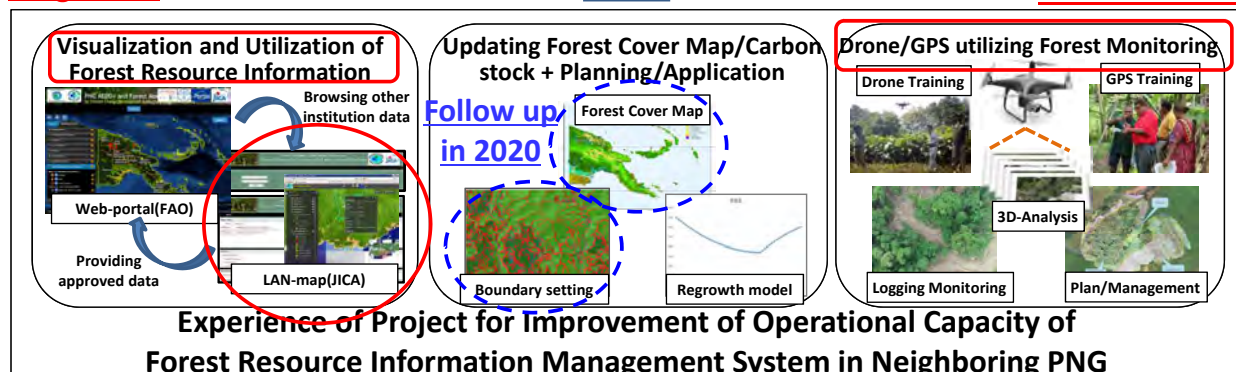 Visualization and Utilization of
Forest Resource Information
Browsing other
institution data
Web-portal(FAO)
Providing
approved data
LAN-map(JICA)
Updating Forest Cover Map/Carbon
stock + Planning/Application
Follow up
in 2020
Forest Cover Map
Boundary setting
Regrowth model
Drone/GPS utilizing Forest Monitoring
Drone Training
GPS Training
3D-Analysis
Logging Monitoring
Plan/Management
Experience of Project for Improvement of Operational Capacity of
Forest Resource Information Management System in Neighboring PNG